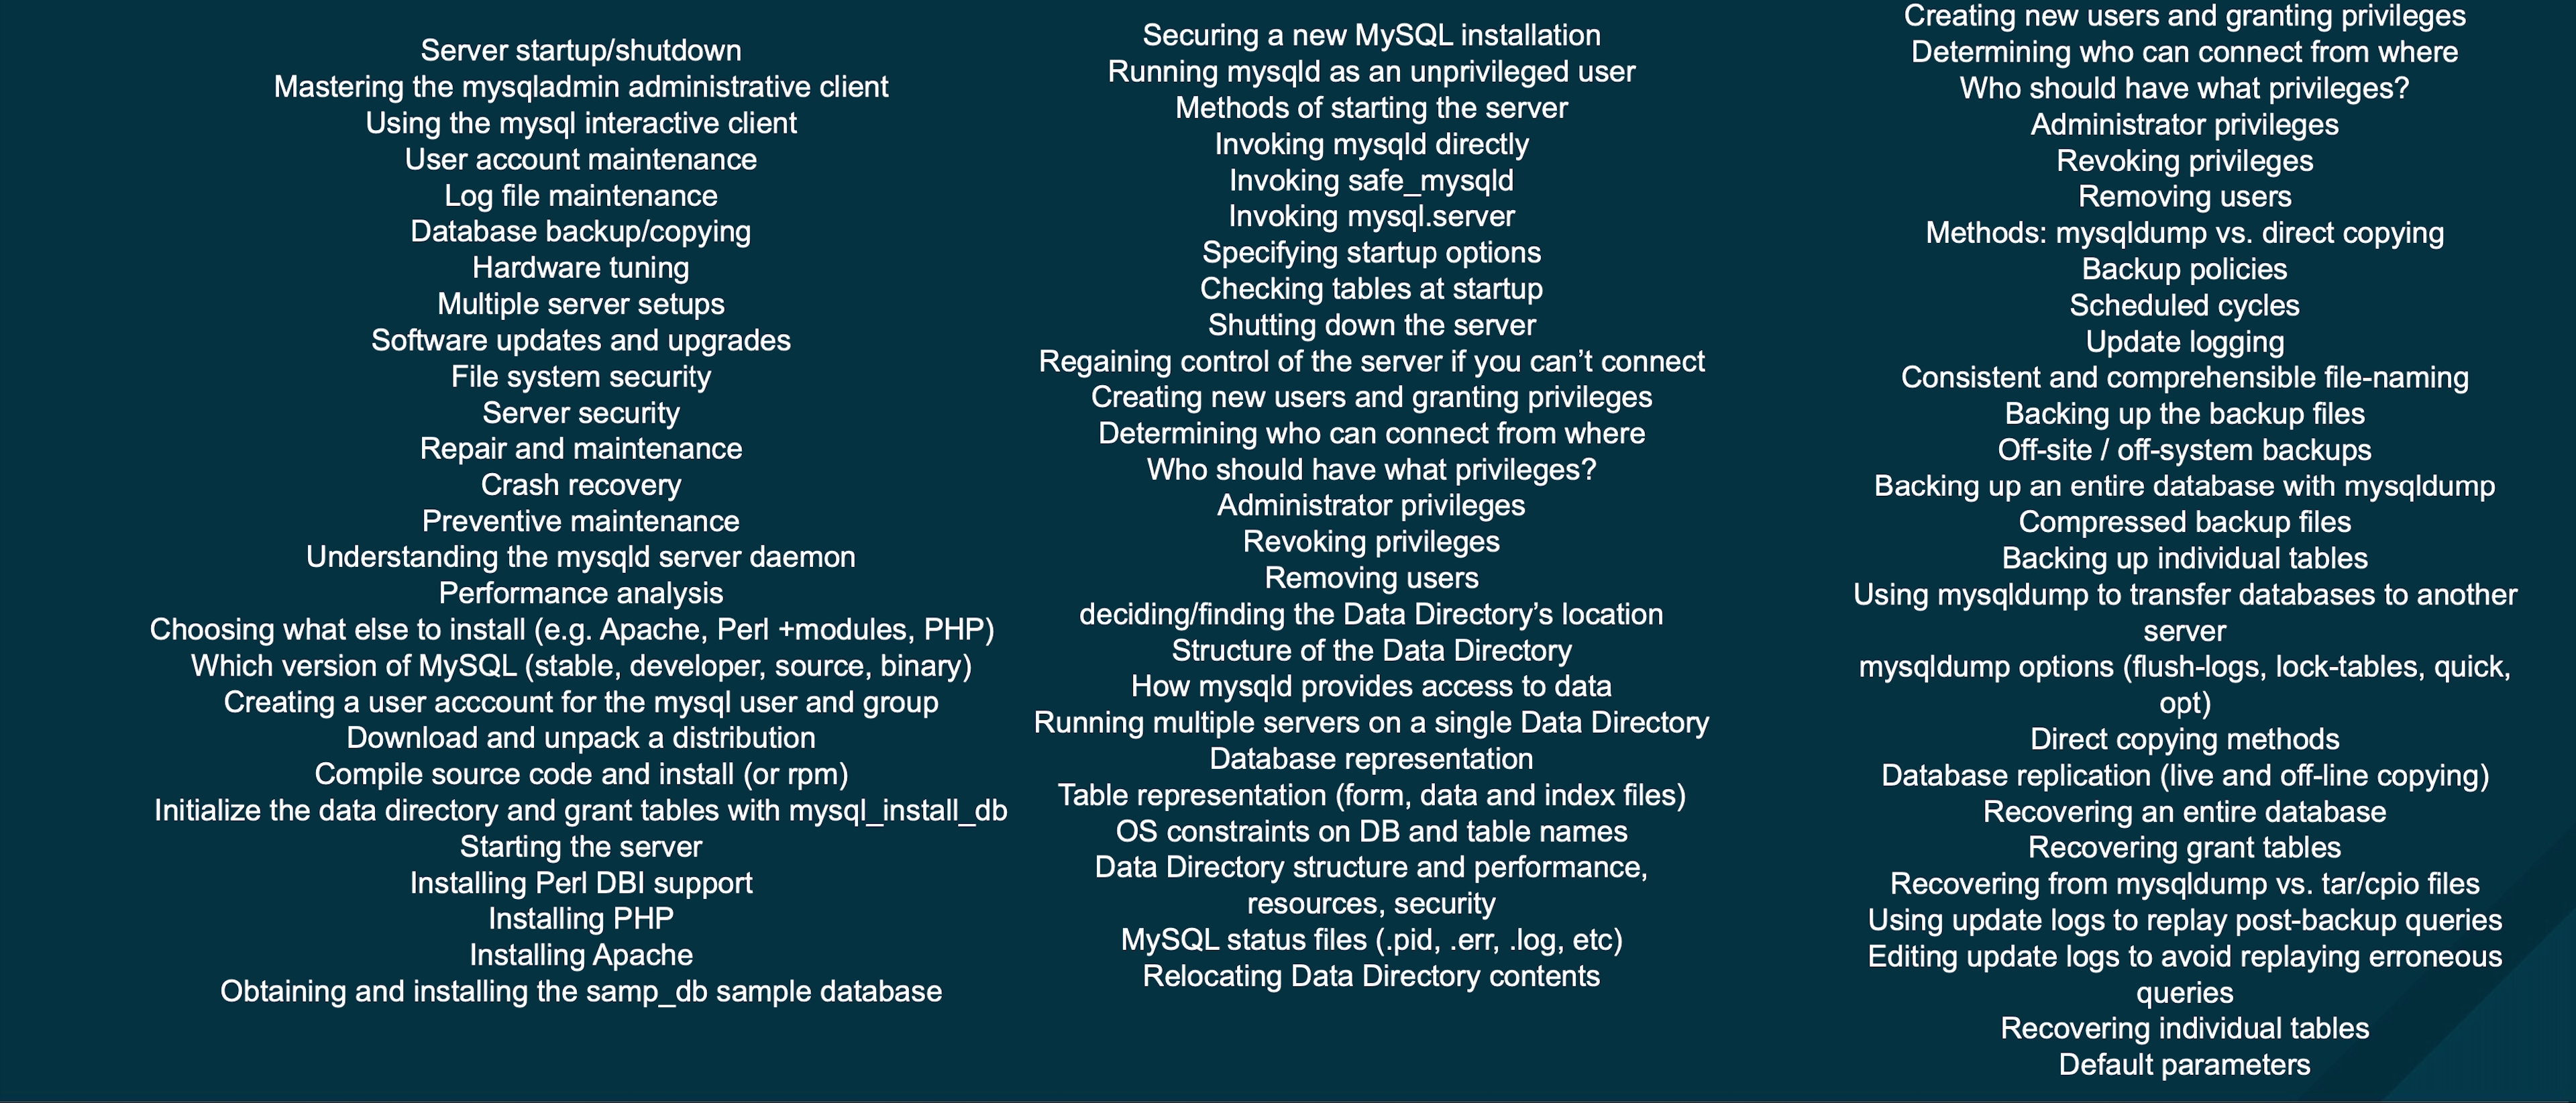 Server startup/shutdown
Mastering the mysqladmin administrative client
Using the mysql interactive client
User account maintenance
Log file maintenance
Database backup/copying
Hardware tuning
Multiple server setups
Software updates and upgrades
File system security
Server security
Repair and maintenance
Crash recovery
Preventive maintenance
Understanding the mysqld server daemon
Performance analysis
Choosing what else to install (e.g. Apache, Perl +modules, PHP)
Which version of MySQL (stable, developer, source, binary)
Creating a user acccount for the mysql user and group
Download and unpack a distribution
Compile source code and install (or rpm)
Initialize the data directory and grant tables with mysql_install_db
Starting the server
Installing Perl DBI support
Installing PHP
Installing Apache
Obtaining and installing the samp_db sample database
Securing a new MySQL installation
Running mysqld as an unprivileged user
Methods of starting the server
Invoking mysqld directly
Invoking safe_mysqld
Invoking mysql.server
Specifying startup options
Checking tables at startup
Shutting down the server
Regaining control of the server if you can’t connect
Creating new users and granting privileges
Determining who can connect from where
Who should have what privileges?
Administrator privileges
Revoking privileges
Removing users
deciding/finding the Data Directory’s location
Structure of the Data Directory
How mysqld provides access to data
Running multiple servers on a single Data Directory
Database representation
Table representation (form, data and index files)
OS constraints on DB and table names
Data Directory structure and performance,
resources, security
MySQL status files (.pid, .err, .log, etc)
Relocating Data Directory contents
Creating new users and granting privileges
Determining who can connect from where
Who should have what privileges?
Administrator privileges
Revoking privileges
Removing users
Methods: mysqldump vs. direct copying
Backup policies
Scheduled cycles
Update logging
Consistent and comprehensible file-naming
Backing up the backup files
Off-site / off-system backups
Backing up an entire database with mysqldump
Compressed backup files
Backing up individual tables
Using mysqldump to transfer databases to another
server
mysqldump options (flush-logs, lock-tables, quick,
opt)
Direct copying methods
Database replication (live and off-line copying)
Recovering an entire database
Recovering grant tables
Recovering from mysqldump vs. tar/cpio files
Using update logs to replay post-backup queries
Editing update logs to avoid replaying erroneous
queries
Recovering individual tables
Default parameters